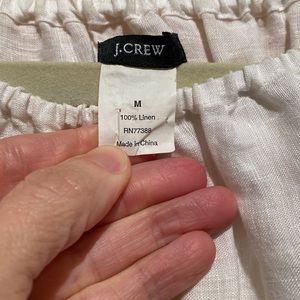 J.CREW
M
100% Linen
RN77388
Made in China